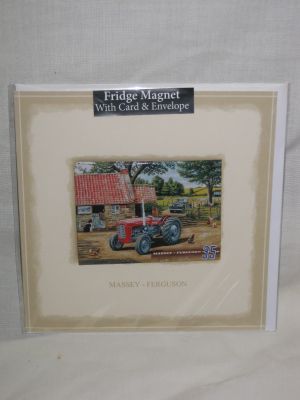 Fridge Magnet
With Card & Envelope
MASSEY - FERGUSON 35
MASSEY - FERGUSON